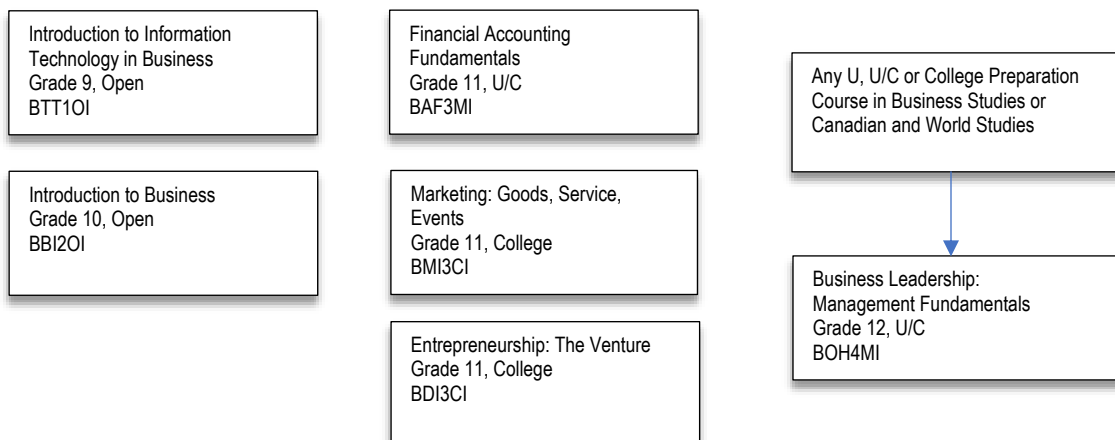 Introduction to Information
Technology in Business
Grade 9, Open
BTT1OI
Introduction to Business
Grade 10, Open
BBI2OI
Financial Accounting
Fundamentals
Grade 11, U/C
BAF3MI
Marketing: Goods, Service,
Events
Grade 11, College
BMI3CI
Entrepreneurship: The Venture
Grade 11, College
BDI3CI
Any U, U/C or College Preparation
Course in Business Studies or
Canadian and World Studies
Business Leadership:
Management Fundamentals
Grade 12, U/C
BOH4MI